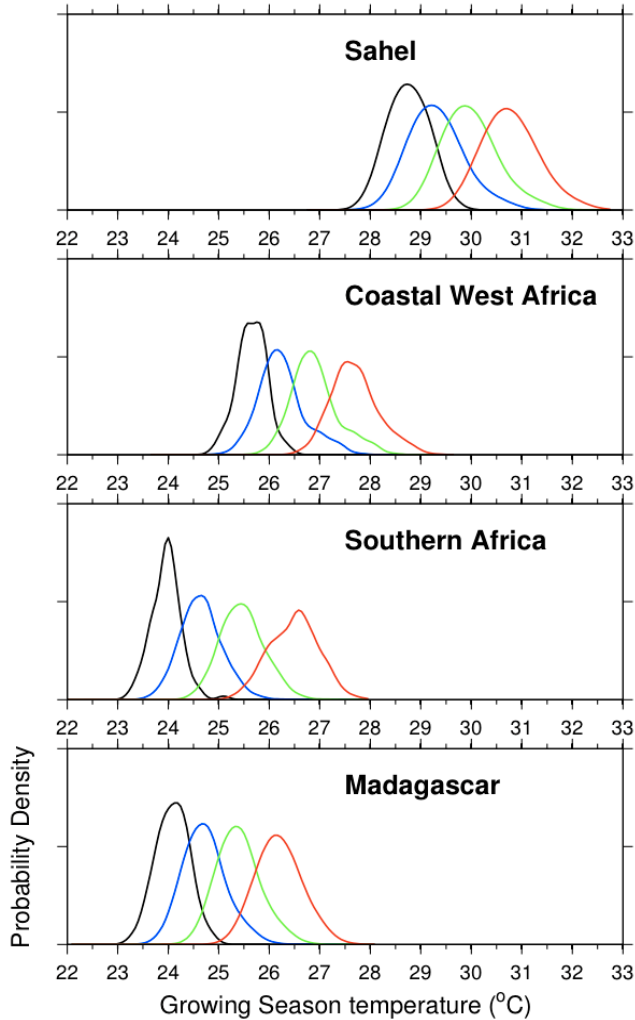 Sahel
22 23 24 25 26 27 28 29 30 31 32 33
Coastal West Africa
22 23 24 25 26 27 28 29 30 31 32 33
Southern Africa
22 23 24 25 26 27 28 29 30 31 32 33
Madagascar
22 23 24 25 26 27 28 29 30 31 32 33
Probability Density
Growing Season temperature (°C)